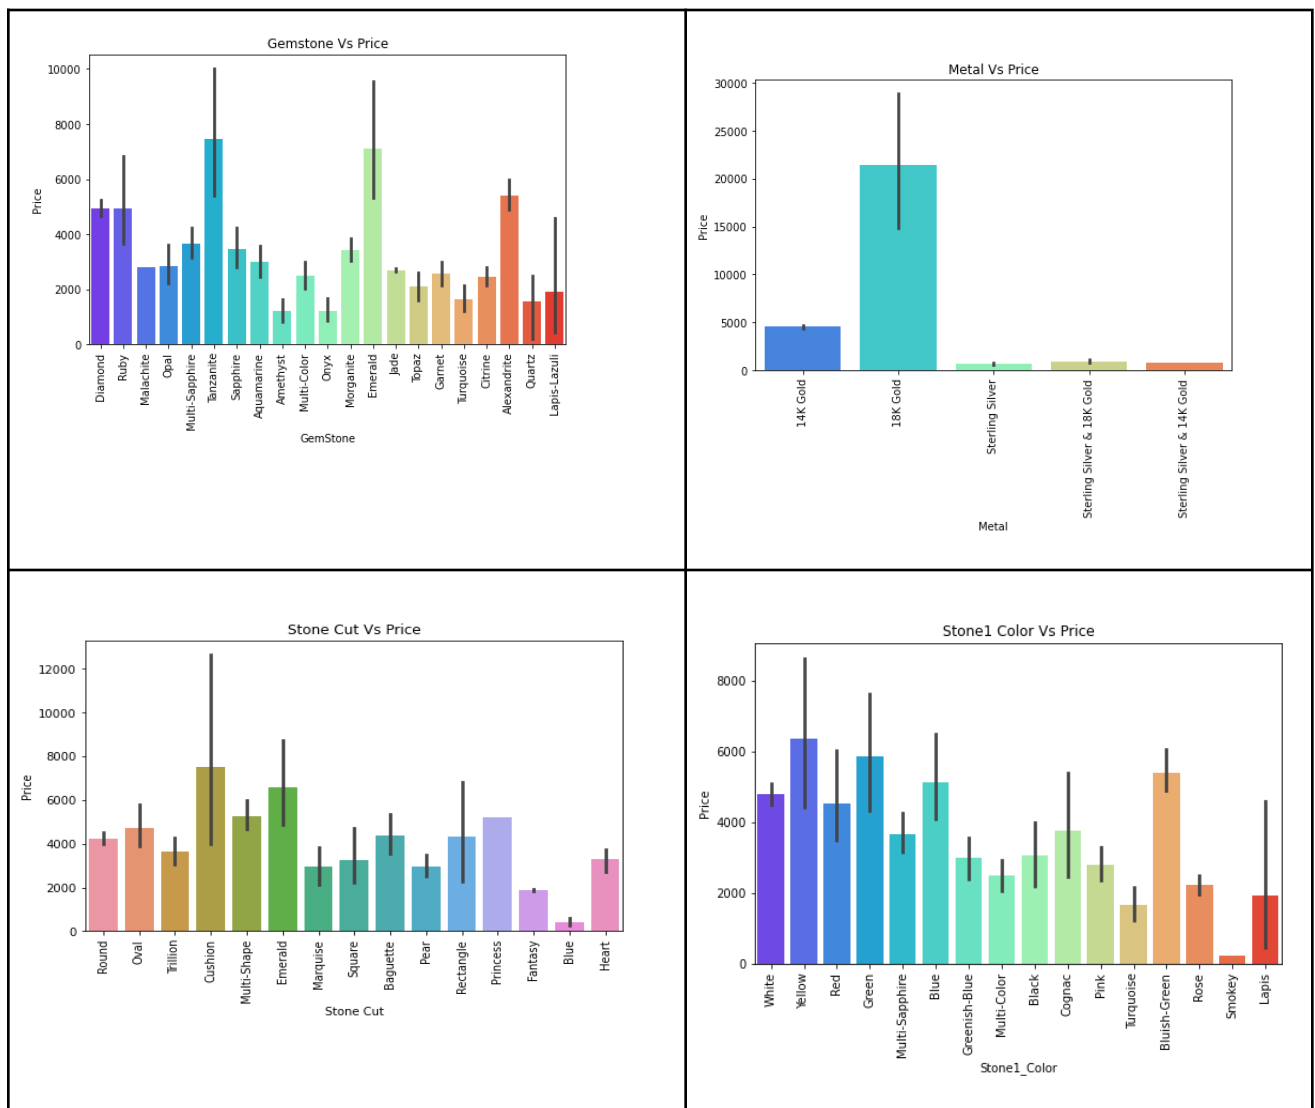 Gemstone Vs Price
10000
8000
6000
4000
2000
0
Price
Diamond
Ruby
Malachite
Opal
Multi-Sapphire
Tanzanite
Sapphire
Aquamarine
Amethyst
Multi-Color
Onyx
Morganite
Emerald
Jade
Topaz
Garnet
Turquoise
Citrine
Alexandrite
Quartz
Lapis-Lazuli
GemStone
Metal Vs Price
30000
25000
20000
15000
10000
5000
0
Price
14K Gold
18K Gold
Sterling Silver
Sterling Silver & 18K Gold
Sterling Silver & 14K Gold
Metal
Stone Cut Vs Price
12000
10000
8000
6000
4000
2000
0
Price
Round
Oval
Trillion
Cushion
Multi-Shape
Emerald
Marquise
Square
Baguette
Pear
Rectangle
Princess
Fantasy
Blue
Heart
Stone Cut
Stone1 Color Vs Price
8000
6000
4000
2000
0
Price
White
Yellow
Red
Green
Multi-Sapphire
Blue
Greenish-Blue
Multi-Color
Black
Cognac
Pink
Turquoise
Bluish-Green
Rose
Smokey
Lapis
Stone1_Color